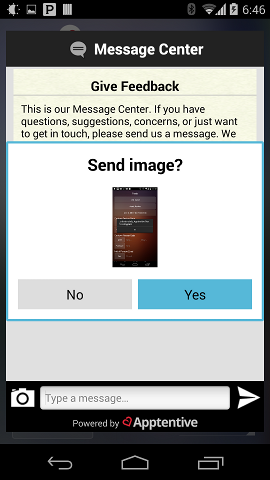 6:46
Message Center
Give Feedback
This is our Message Center. If you have
questions, suggestions, concerns, or just want
to get in touch, please send us a message. We
Send image?
No
Yes
Type a message...
Powered by Apptentive